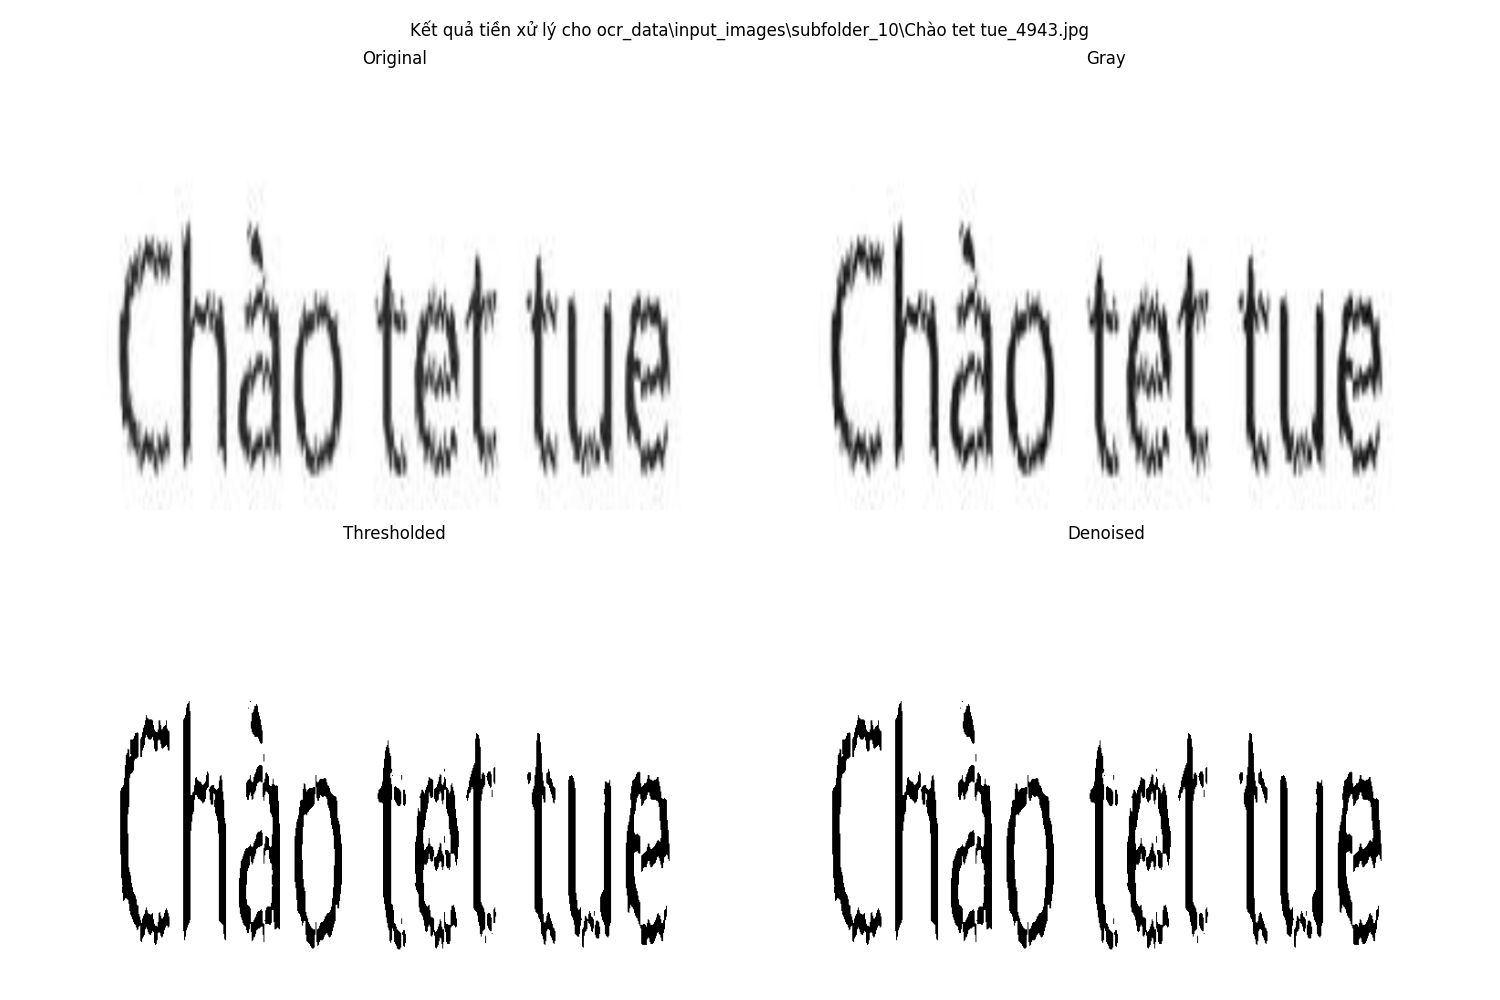 Kết quả tiền xử lý cho ocr_data\input_images\subfolder_10\Chào tet tue_4943.jpg
Original
Gray
Chào tet tue
Chào tet tue
Thresholded
Denoised
Chào tet tue
Chào tet tue